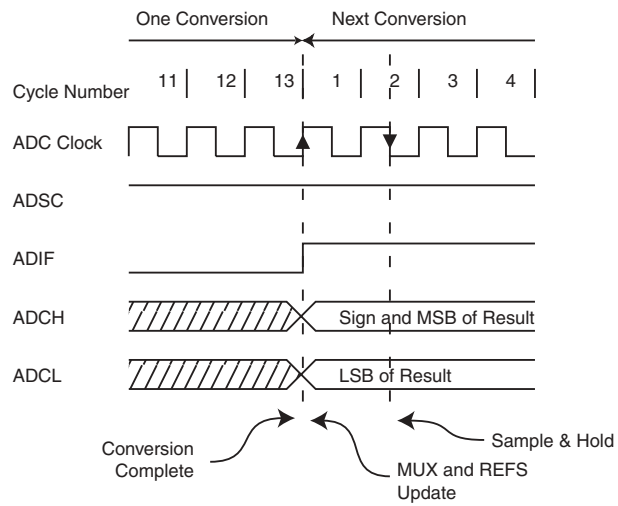 One Conversion Next Conversion
Cycle Number 11 12 13 1 2 3 4
ADC Clock
ADSC
ADIF
ADCH Sign and MSB of Result
ADCL LSB of Result
Conversion
Complete
MUX and REFS
Update
Sample & Hold